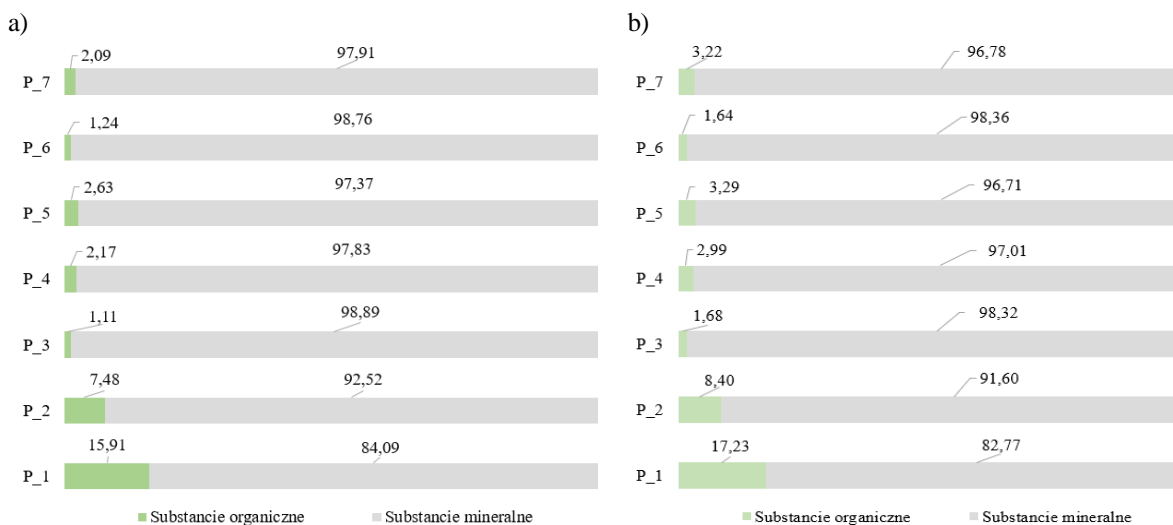 a)
2,09 97,91
P_7
1,24 98,76
P_6
2,63 97,37
P_5
2,17 97,83
P_4
1,11 98,89
P_3
7,48 92,52
P_2
15,91 84,09
P_1
Substancie organiczne Substancie mineralne
b)
3,22 96,78
P_7
1,64 98,36
P_6
3,29 96,71
P_5
2,99 97,01
P_4
1,68 98,32
P_3
8,40 91,60
P_2
17,23 82,77
P_1
Substancie organiczne Substancie mineralne